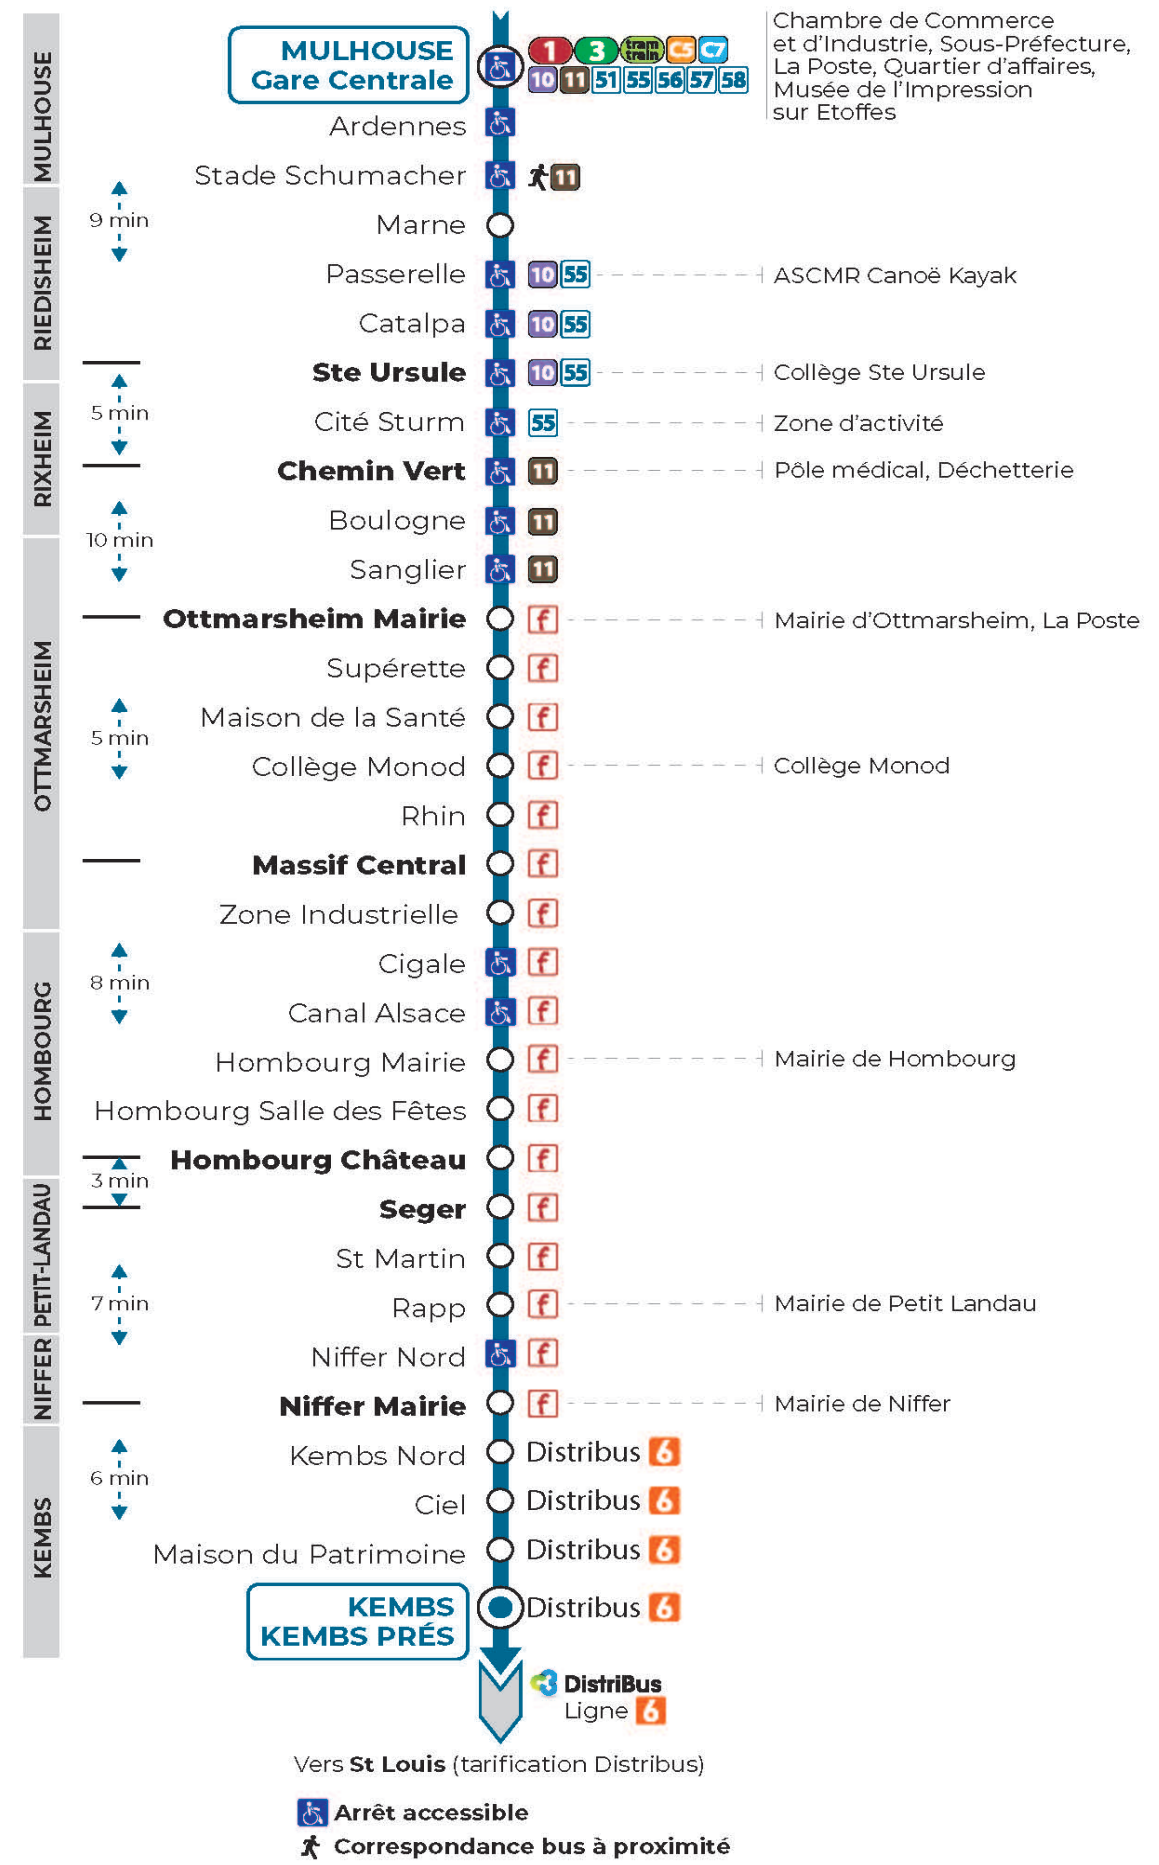 MULHOUSE
MULHOUSE
Gare Centrale
1 3 tram train C5 C7
10 11 51 55 56 57 58
Chambre de Commerce
et d'Industrie, Sous-Préfecture,
La Poste, Quartier d'affaires,
Musée de l'Impression
sur Etoffes
Ardennes
Stade Schumacher 11
RIEDISHEIM
9 min
Marne
Passerelle 10 55 ASCMR Canoë Kayak
Catalpa 10 55
Ste Ursule 10 55 Collège Ste Ursule
RIXHEIM
5 min
Cité Sturm 55 Zone d'activité
Chemin Vert 11 Pôle médical, Déchetterie
Boulogne 11
10 min
Sanglier 11
OTTMARSHEIM
Ottmarsheim Mairie f Mairie d'Ottmarsheim, La Poste
Supérette f
Maison de la Santé f
5 min
Collège Monod f Collège Monod
Rhin f
Massif Central f
Zone Industrielle f
HOMBOURG
Cigale f
8 min
Canal Alsace f
Hombourg Mairie f Mairie de Hombourg
Hombourg Salle des Fêtes f
Hombourg Château f
3 min
PETIT-LANDAU
Seger f
St Martin f
7 min
Rapp f Mairie de Petit Landau
NIFFER
Niffer Nord f
Niffer Mairie f Mairie de Niffer
KEMBS
Kembs Nord Distribus 6
6 min
Ciel Distribus 6
Maison du Patrimoine Distribus 6
KEMBS
KEMBS PRÉS
Distribus 6
DistriBus
Ligne 6
Vers St Louis (tarification Distribus)
Arrêt accessible
Correspondance bus à proximité